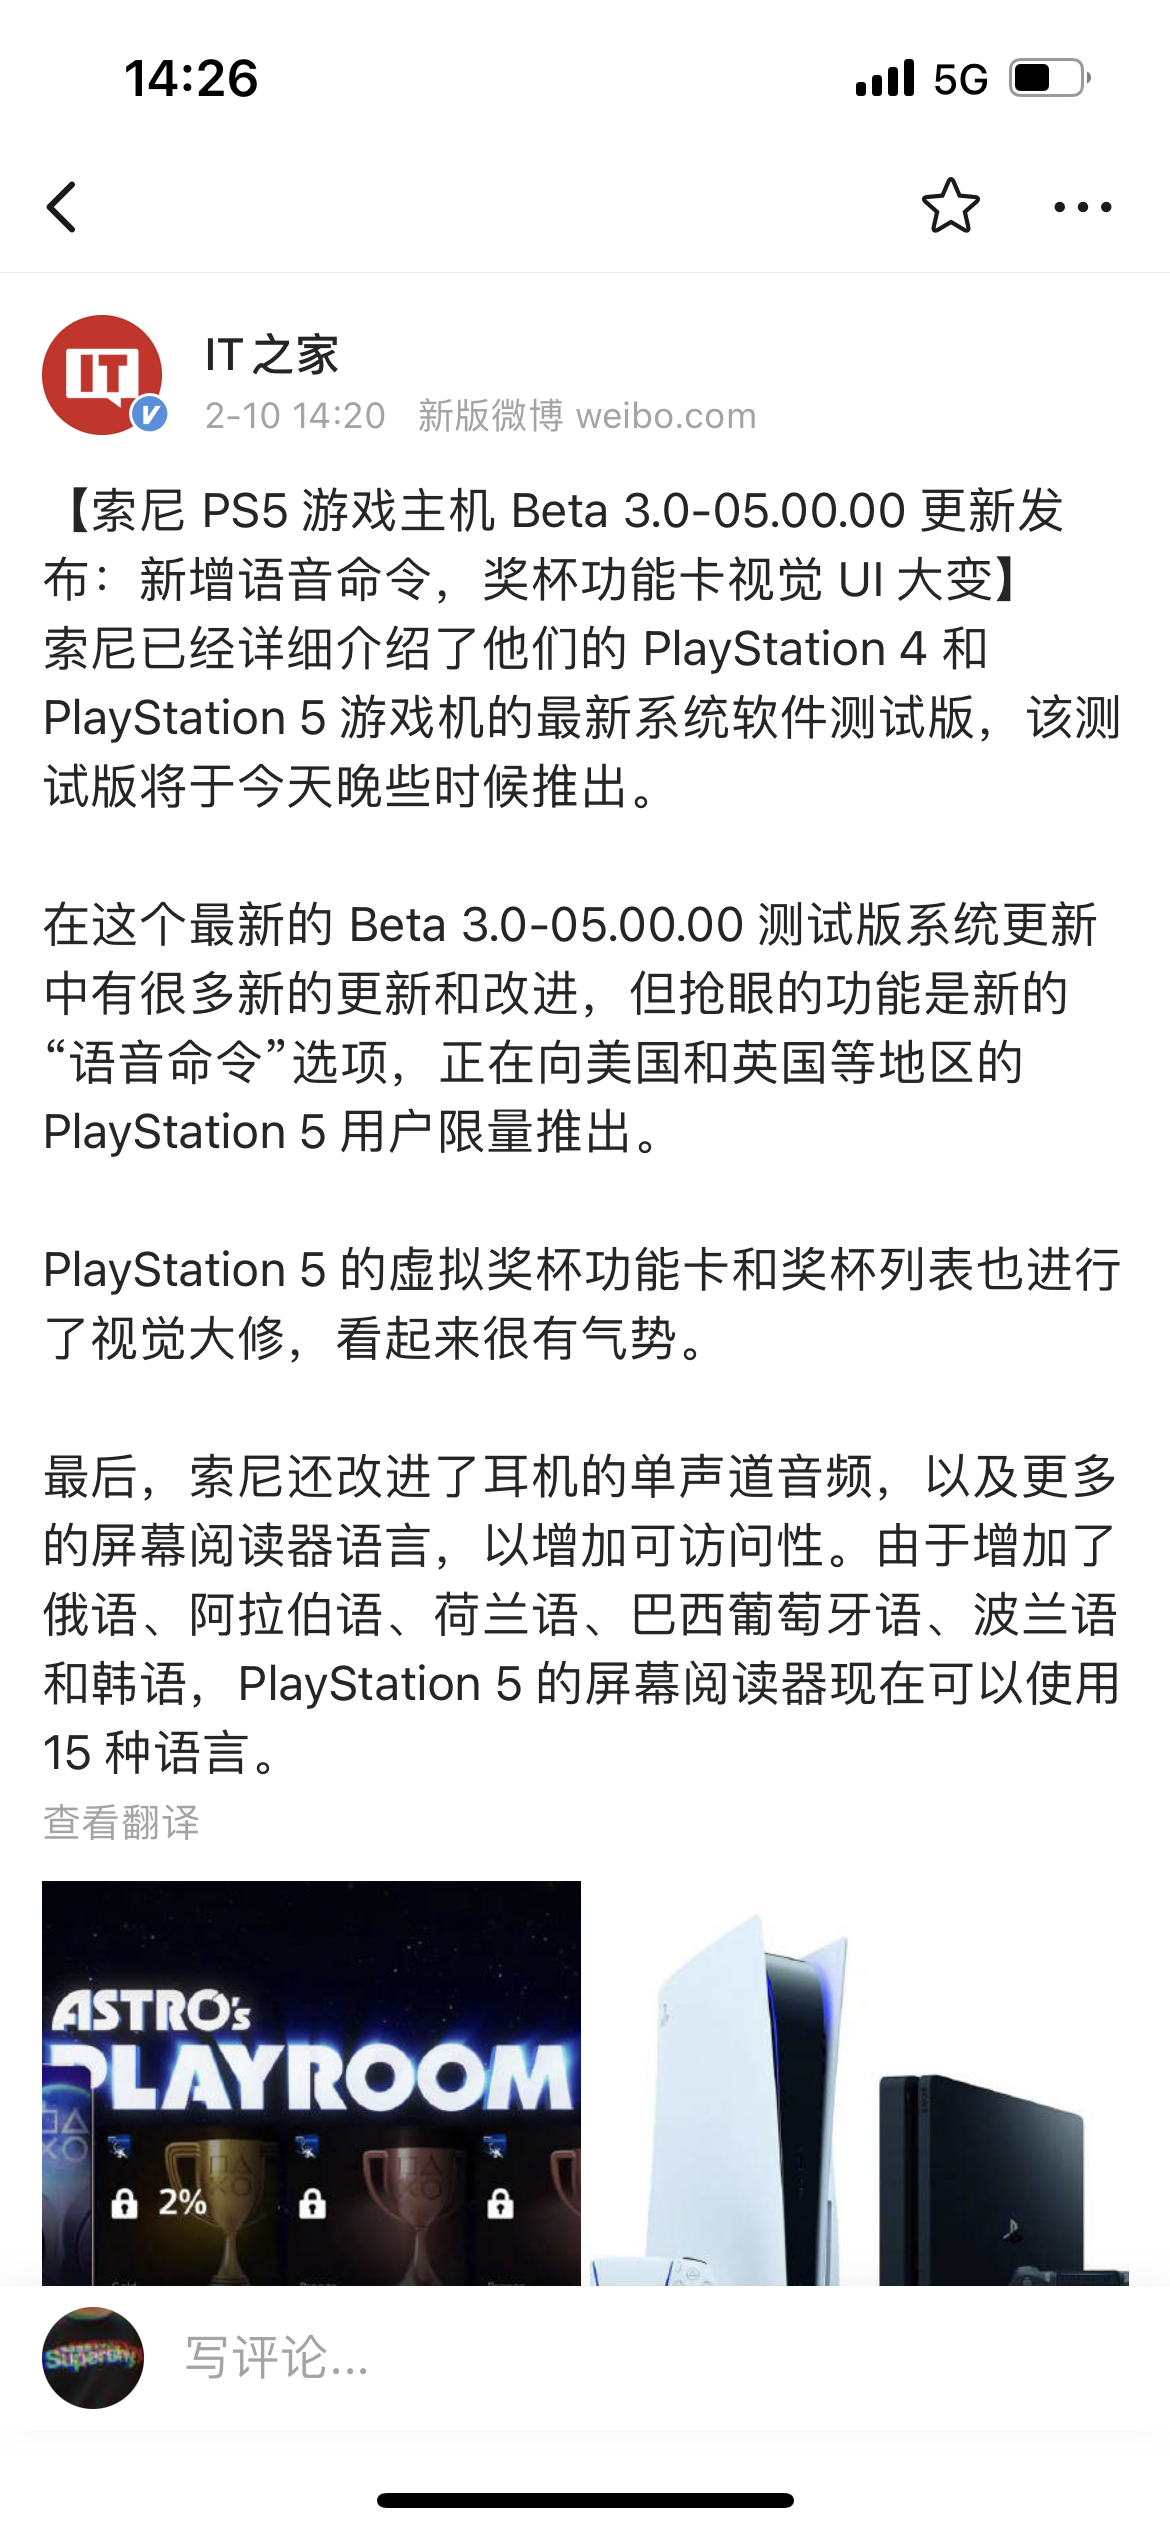 14:26 5G
IT
IT之家
2-10 14:20 新版微博 weibo.com
【索尼 PS5 游戏主机 Beta 3.0-05.00.00 更新发
布：新增语音命令，奖杯功能卡视觉 UI 大变】
索尼已经详细介绍了他们的 PlayStation 4 和
PlayStation 5 游戏机的最新系统软件测试版，该测
试版将于今天晚些时候推出。
在这个最新的 Beta 3.0-05.00.00 测试版系统更新
中有很多新的更新和改进，但抢眼的功能是新的
“语音命令”选项，正在向美国和英国等地区的
PlayStation 5 用户限量推出。
PlayStation 5 的虚拟奖杯功能卡和奖杯列表也进行
了视觉大修，看起来很有气势。
最后，索尼还改进了耳机的单声道音频，以及更多
的屏幕阅读器语言，以增加可访问性。由于增加了
俄语、阿拉伯语、荷兰语、巴西葡萄牙语、波兰语
和韩语，PlayStation 5 的屏幕阅读器现在可以使用
15 种语言。
查看翻译
ASTRO's
PLAYROOM
2%
Supershy
写评论...